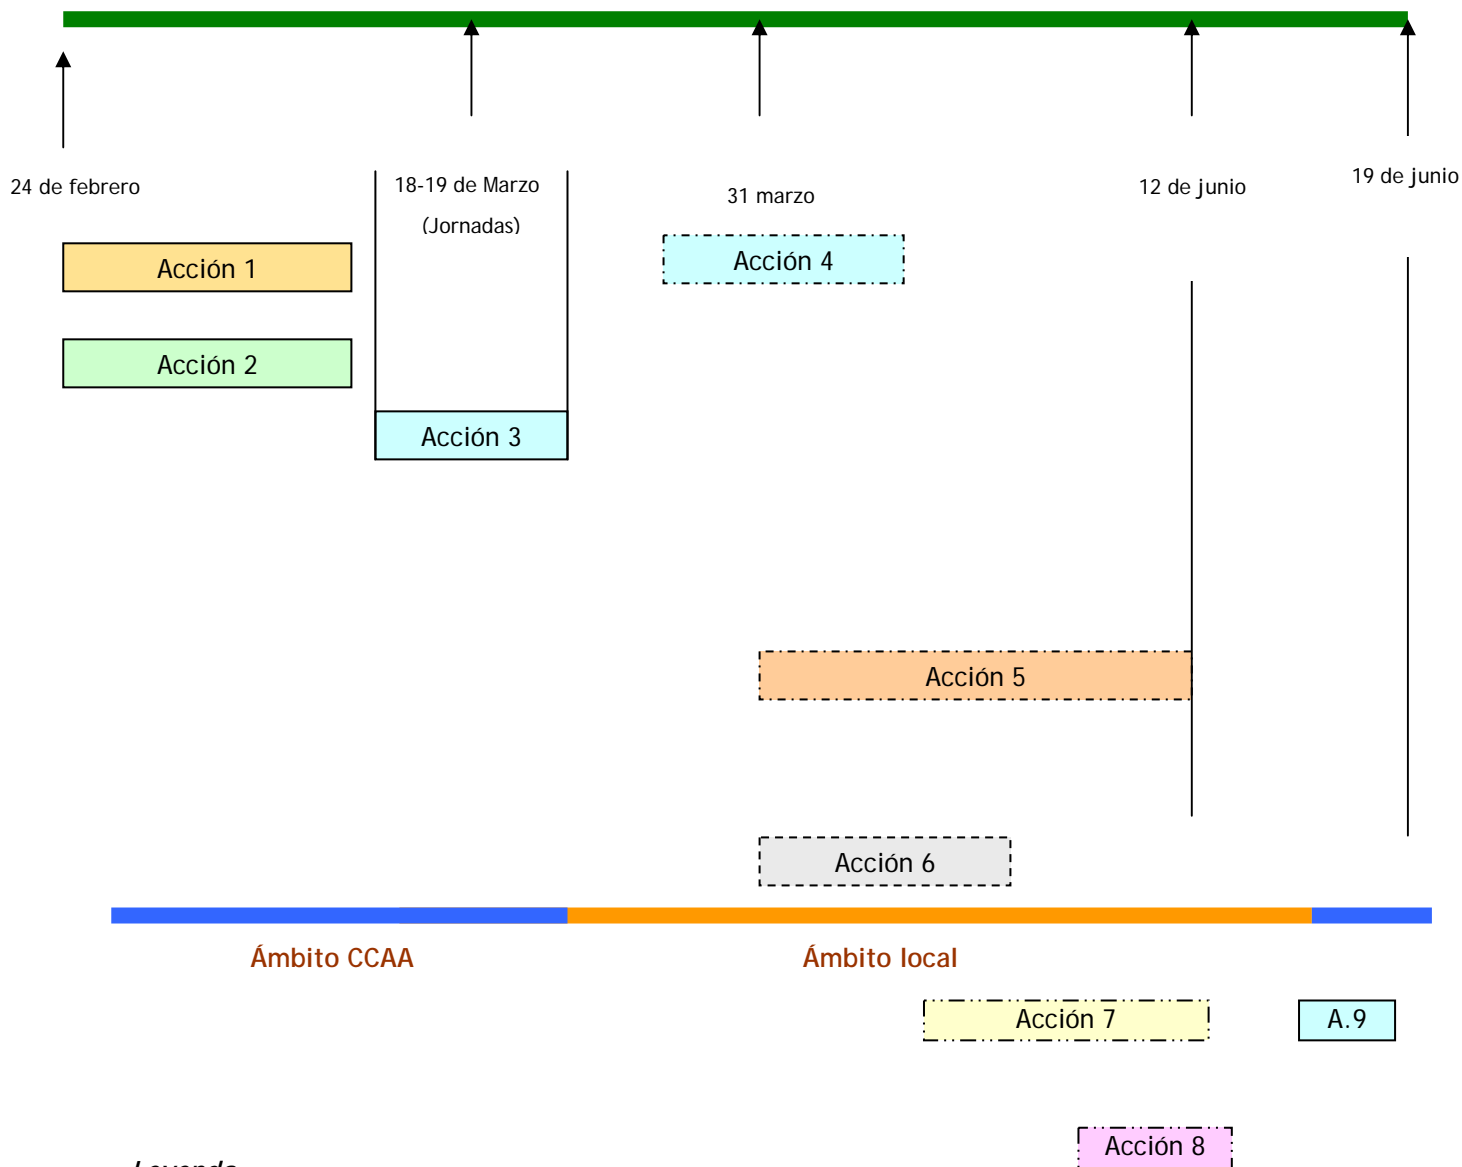 24 de febrero
18-19 de Marzo
(Jornadas)
31 marzo
12 de junio
19 de junio
Acción 1
Acción 4
Acción 2
Acción 3
Acción 5
Acción 6
Ámbito CCAA
Ámbito local
Acción 7
A.9
Acción 8
Leyenda